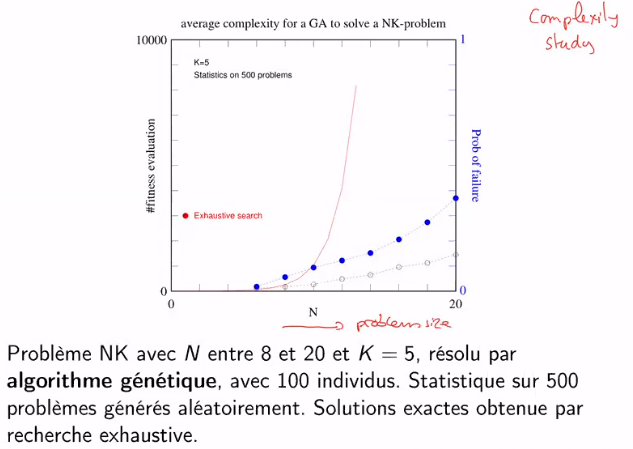 average complexity for a GA to solve a NK-problem
Complexity
study
10000
1
K=5
Statistics on 500 problems
#fitness evaluation
Prob of failure
Exhaustive search
0
0
0
N
20
problem size
Problème NK avec N entre 8 et 20 et K = 5, résolu par
algorithme génétique, avec 100 individus. Statistique sur 500
problèmes générés aléatoirement. Solutions exactes obtenue par
recherche exhaustive.